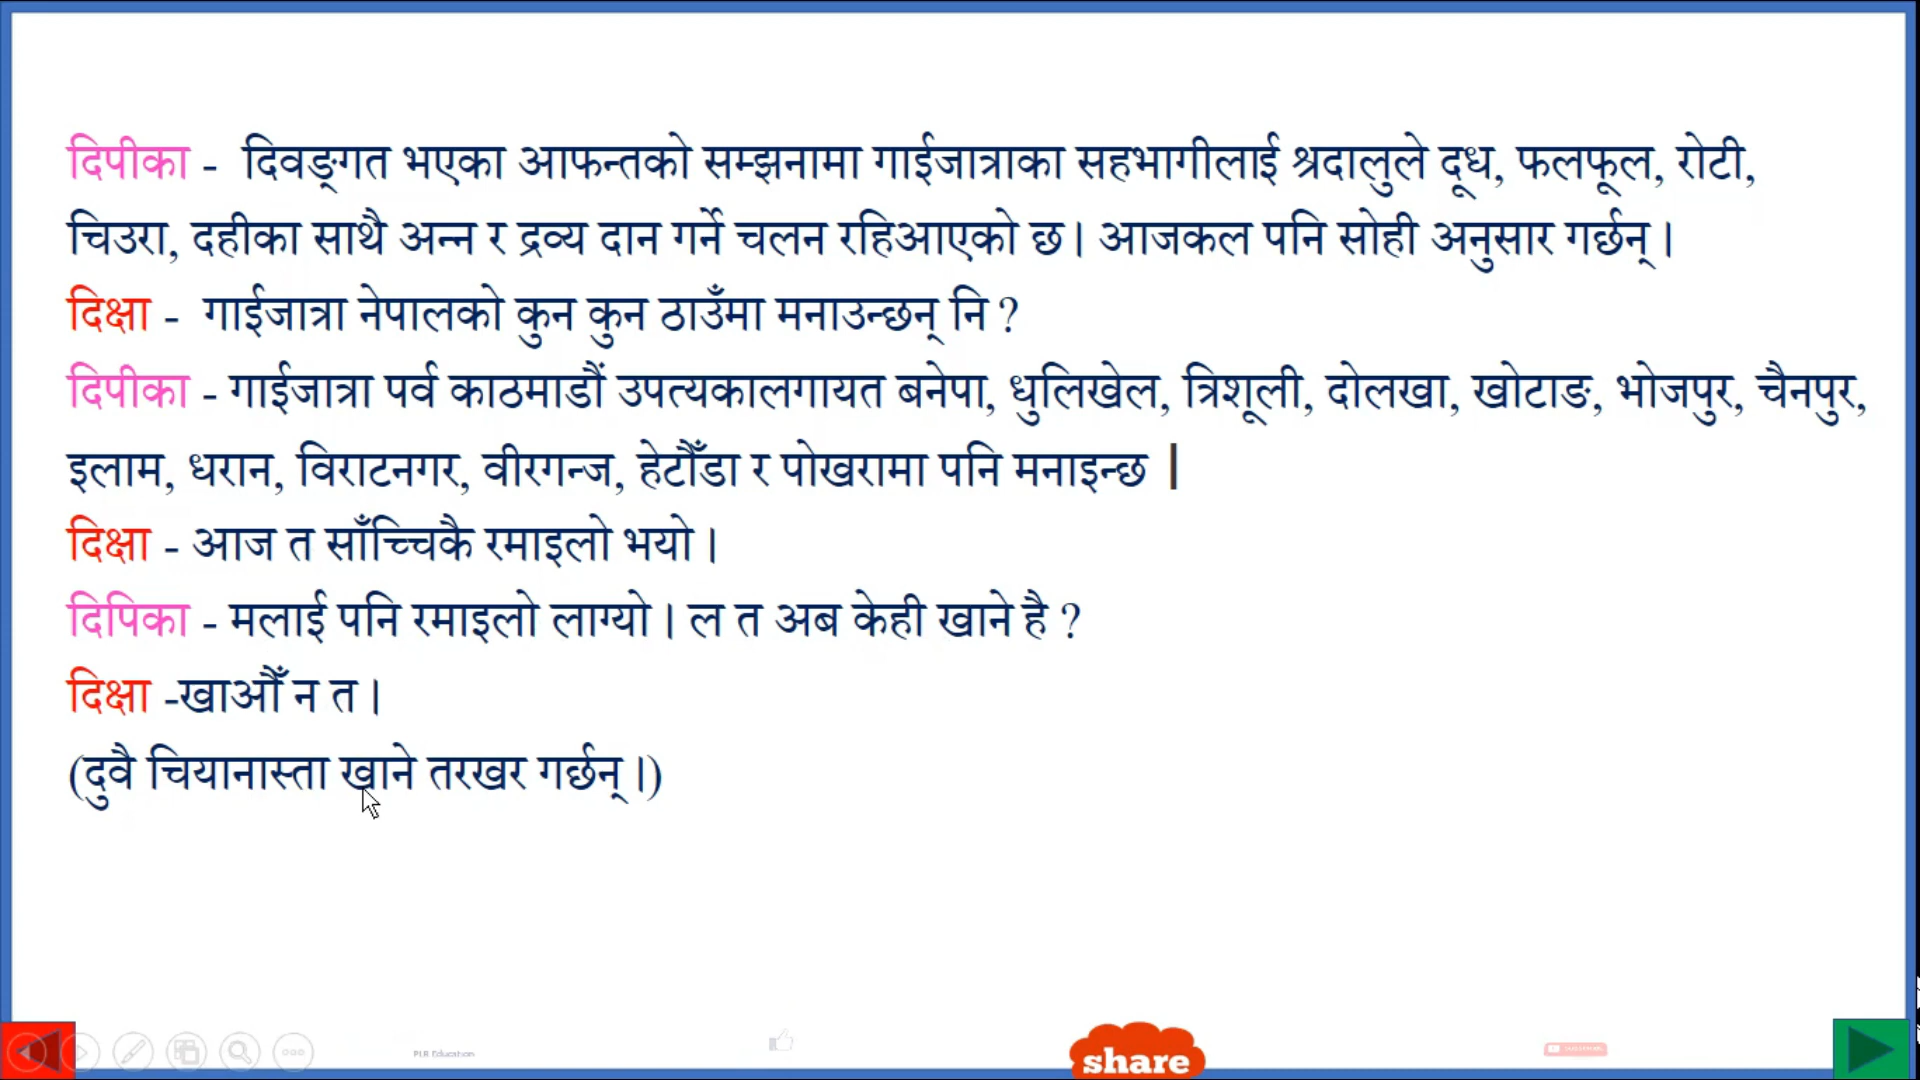 दिपीका - दिवङ्गत भएका आफन्तको सम्झनामा गाईजात्राका सहभागीलाई श्रदालुले दूध, फलफूल, रोटी,
चिउरा, दहीका साथै अन्न र द्रव्य दान गर्ने चलन रहिआएको छ। आजकल पनि सोही अनुसार गर्छन्।
दिक्षा - गाईजात्रा नेपालको कुन कुन ठाउँमा मनाउन्छन् नि ?
दिपीका - गाईजात्रा पर्व काठमाडौं उपत्यकालगायत बनेपा, धुलिखेल, त्रिशूली, दोलखा, खोटाङ, भोजपुर, चैनपुर,
इलाम, धरान, विराटनगर, वीरगन्ज, हेटौँडा र पोखरामा पनि मनाइन्छ |
दिक्षा - आज त साँच्चिकै रमाइलो भयो।
दिपिका - मलाई पनि रमाइलो लाग्यो। ल त अब केही खाने है ?
दिक्षा -खाऔँ न त।
(दुवै चियानास्ता खाने तरखर गर्छन्।)
PLR Education
share